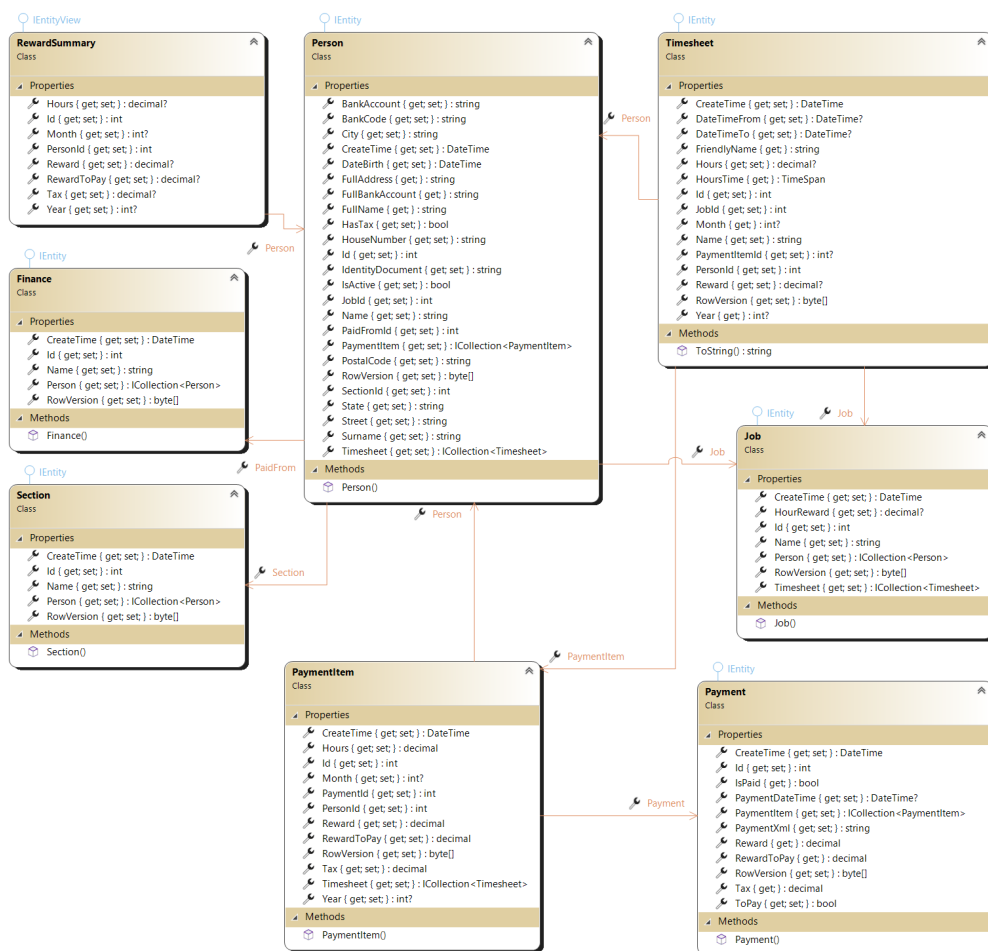 IEntityView
RewardSummary
Class
Properties
Hours { get; set; } : decimal?
Id { get; set; } : int
Month { get; set; } : int?
PersonId { get; set; } : int
Reward { get; set; } : decimal?
RewardToPay { get; set; } : decimal?
Tax { get; set; } : decimal?
Year { get; set; } : int?
Person
IEntity
Finance
Class
Properties
CreateTime { get; set; } : DateTime
Id { get; set; } : int
Name { get; set; } : string
Person { get; set; } : ICollection<Person>
RowVersion { get; set; } : byte[]
Methods
Finance()
PaidFrom
IEntity
Section
Class
Properties
CreateTime { get; set; } : DateTime
Id { get; set; } : int
Name { get; set; } : string
Person { get; set; } : ICollection<Person>
RowVersion { get; set; } : byte[]
Methods
Section()
Section
IEntity
Person
Class
Properties
BankAccount { get; set; } : string
BankCode { get; set; } : string
City { get; set; } : string
CreateTime { get; set; } : DateTime
DateBirth { get; set; } : DateTime
FullAddress { get; } : string
FullBankAccount { get; } : string
FullName { get; } : string
HasTax { get; set; } : bool
HouseNumber { get; set; } : string
Id { get; set; } : int
IdentityDocument { get; set; } : string
IsActive { get; set; } : bool
JobId { get; set; } : int
Name { get; set; } : string
PaidFromId { get; set; } : int
PaymentItem { get; set; } : ICollection<PaymentItem>
PostalCode { get; set; } : string
RowVersion { get; set; } : byte[]
SectionId { get; set; } : int
State { get; set; } : string
Street { get; set; } : string
Surname { get; set; } : string
Timesheet { get; set; } : ICollection<Timesheet>
Methods
Person()
Person
IEntity
Timesheet
Class
Properties
CreateTime { get; set; } : DateTime
DateTimeFrom { get; set; } : DateTime?
DateTimeTo { get; set; } : DateTime?
FriendlyName { get; } : string
Hours { get; set; } : decimal?
HoursTime { get; set; } : TimeSpan
Id { get; set; } : int
JobId { get; set; } : int
Month { get; set; } : int?
Name { get; set; } : string
PaymentItemId { get; set; } : int?
PersonId { get; set; } : int
Reward { get; set; } : decimal?
RowVersion { get; set; } : byte[]
Year { get; set; } : int?
Methods
ToString() : string
Person
IEntity
Job
Job
Job
Class
Properties
CreateTime { get; set; } : DateTime
HourReward { get; set; } : decimal?
Id { get; set; } : int
Name { get; set; } : string
Person { get; set; } : ICollection<Person>
RowVersion { get; set; } : byte[]
Timesheet { get; set; } : ICollection<Timesheet>
Methods
Job()
PaymentItem
PaymentItem
Class
Properties
CreateTime { get; set; } : DateTime
Hours { get; set; } : decimal
Id { get; set; } : int
Month { get; set; } : int?
PaymentId { get; set; } : int
PersonId { get; set; } : int
Reward { get; set; } : decimal
RewardToPay { get; set; } : decimal
RowVersion { get; set; } : byte[]
Tax { get; set; } : decimal
Timesheet { get; set; } : ICollection<Timesheet>
Year { get; set; } : int?
Methods
PaymentItem()
Payment
IEntity
Payment
Class
Properties
CreateTime { get; set; } : DateTime
Id { get; set; } : int
IsPaid { get; } : bool
PaymentDateTime { get; set; } : DateTime?
PaymentItem { get; set; } : ICollection<PaymentItem>
PaymentXml { get; set; } : string
Reward { get; set; } : decimal
RewardToPay { get; set; } : decimal
RowVersion { get; set; } : byte[]
Tax { get; set; } : decimal
ToPay { get; set; } : bool
Methods
Payment()